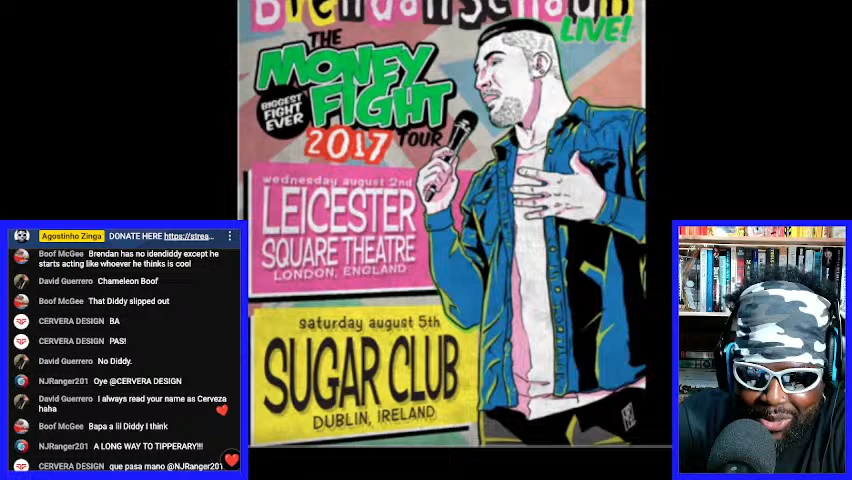 BrendanSchaub
LIVE!
THE
MONEY
FIGHT
BIGGEST
FIGHT
EVER
2017 TOUR
wednesday august 2nd
LEICESTER
SQUARE THEATRE
LONDON, ENGLAND
saturday august 5th
SUGAR CLUB
DUBLIN, IRELAND
Agostinho Zinga DONATE HERE https://strea...
Boof McGee Brendan has no idendiddy except he
starts acting like whoever he thinks is cool
David Guerrero Chameleon Boof
Boof McGee That Diddy slipped out
CERVERA DESIGN BA
CERVERA DESIGN PAS!
David Guerrero No Diddy.
NJRanger201 Oye @CERVERA DESIGN
David Guerrero I always read your name as Cerveza
haha
Boof McGee Bapa a lil Diddy I think
NJRanger201 A LONG WAY TO TIPPERARY!!!
CERVERA DESIGN que pasa mano @NJRanger201